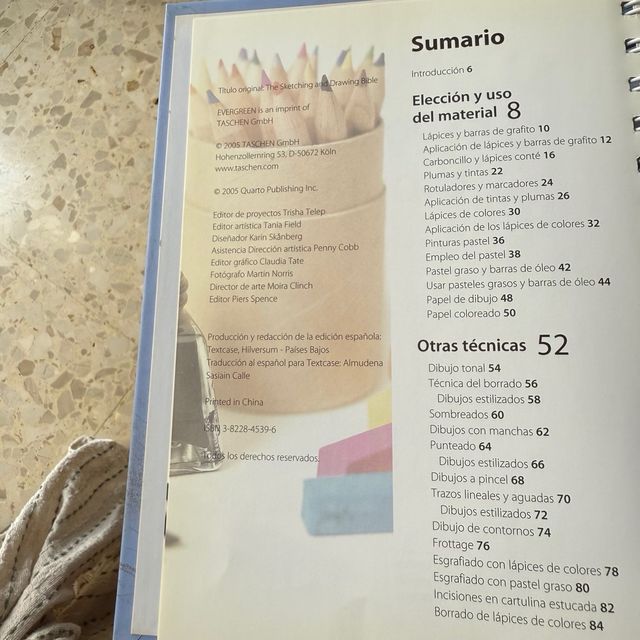 Título original: The Sketching and Drawing Bible
EVERGREEN is an imprint of
TASCHEN GmbH
© 2005 TASCHEN GmbH
Hohenzollernring 53, D-50672 Köln
www.taschen.com
© 2005 Quarto Publishing Inc.
Editor de proyectos Trisha Telep
Editor artística Tania Field
Diseñador Karin Skånberg
Asistencia Dirección artística Penny Cobb
Editor gráfico Claudia Tate
Fotógrafo Martin Norris
Director de arte Moira Clinch
Editor Piers Spence
Producción y redacción de la edición española:
Textcase, Hilversum - Países Bajos
Traducción al español para Textcase: Almudena
Sasiain Calle
Printed in China
ISBN 3-8228-4539-6
Todos los derechos reservados.
Sumario
Introducción 6
Elección y uso
del material 8
Lápices y barras de grafito 10
Aplicación de lápices y barras de grafito 12
Carboncillo y lápices conté 16
Plumas y tintas 22
Rotuladores y marcadores 24
Aplicación de tintas y plumas 26
Lápices de colores 30
Aplicación de los lápices de colores 32
Pinturas pastel 36
Empleo del pastel 38
Pastel graso y barras de óleo 42
Usar pasteles grasos y barras de óleo 44
Papel de dibujo 48
Papel coloreado 50
Otras técnicas 52
Dibujo tonal 54
Técnica del borrado 56
Dibujos estilizados 58
Sombreados 60
Dibujos con manchas 62
Punteado 64
Dibujos estilizados 66
Dibujos a pincel 68
Trazos lineales y aguadas 70
Dibujos estilizados 72
Dibujo de contornos 74
Frottage 76
Esgrafiado con lápices de colores 78
Esgrafiado con pastel graso 80
Incisiones en cartulina estucada 82
Borrado de lápices de colores 84